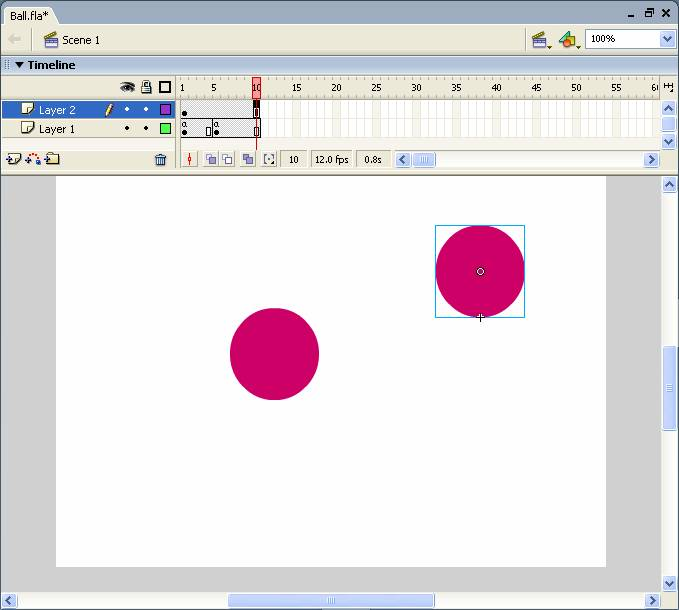 Ball.fla*
Scene 1
100%
Timeline
1 5 10 15 20 25 30 35 40 45 50 55
Layer 2
Layer 1
a a
10 12.0 fps 0.8s